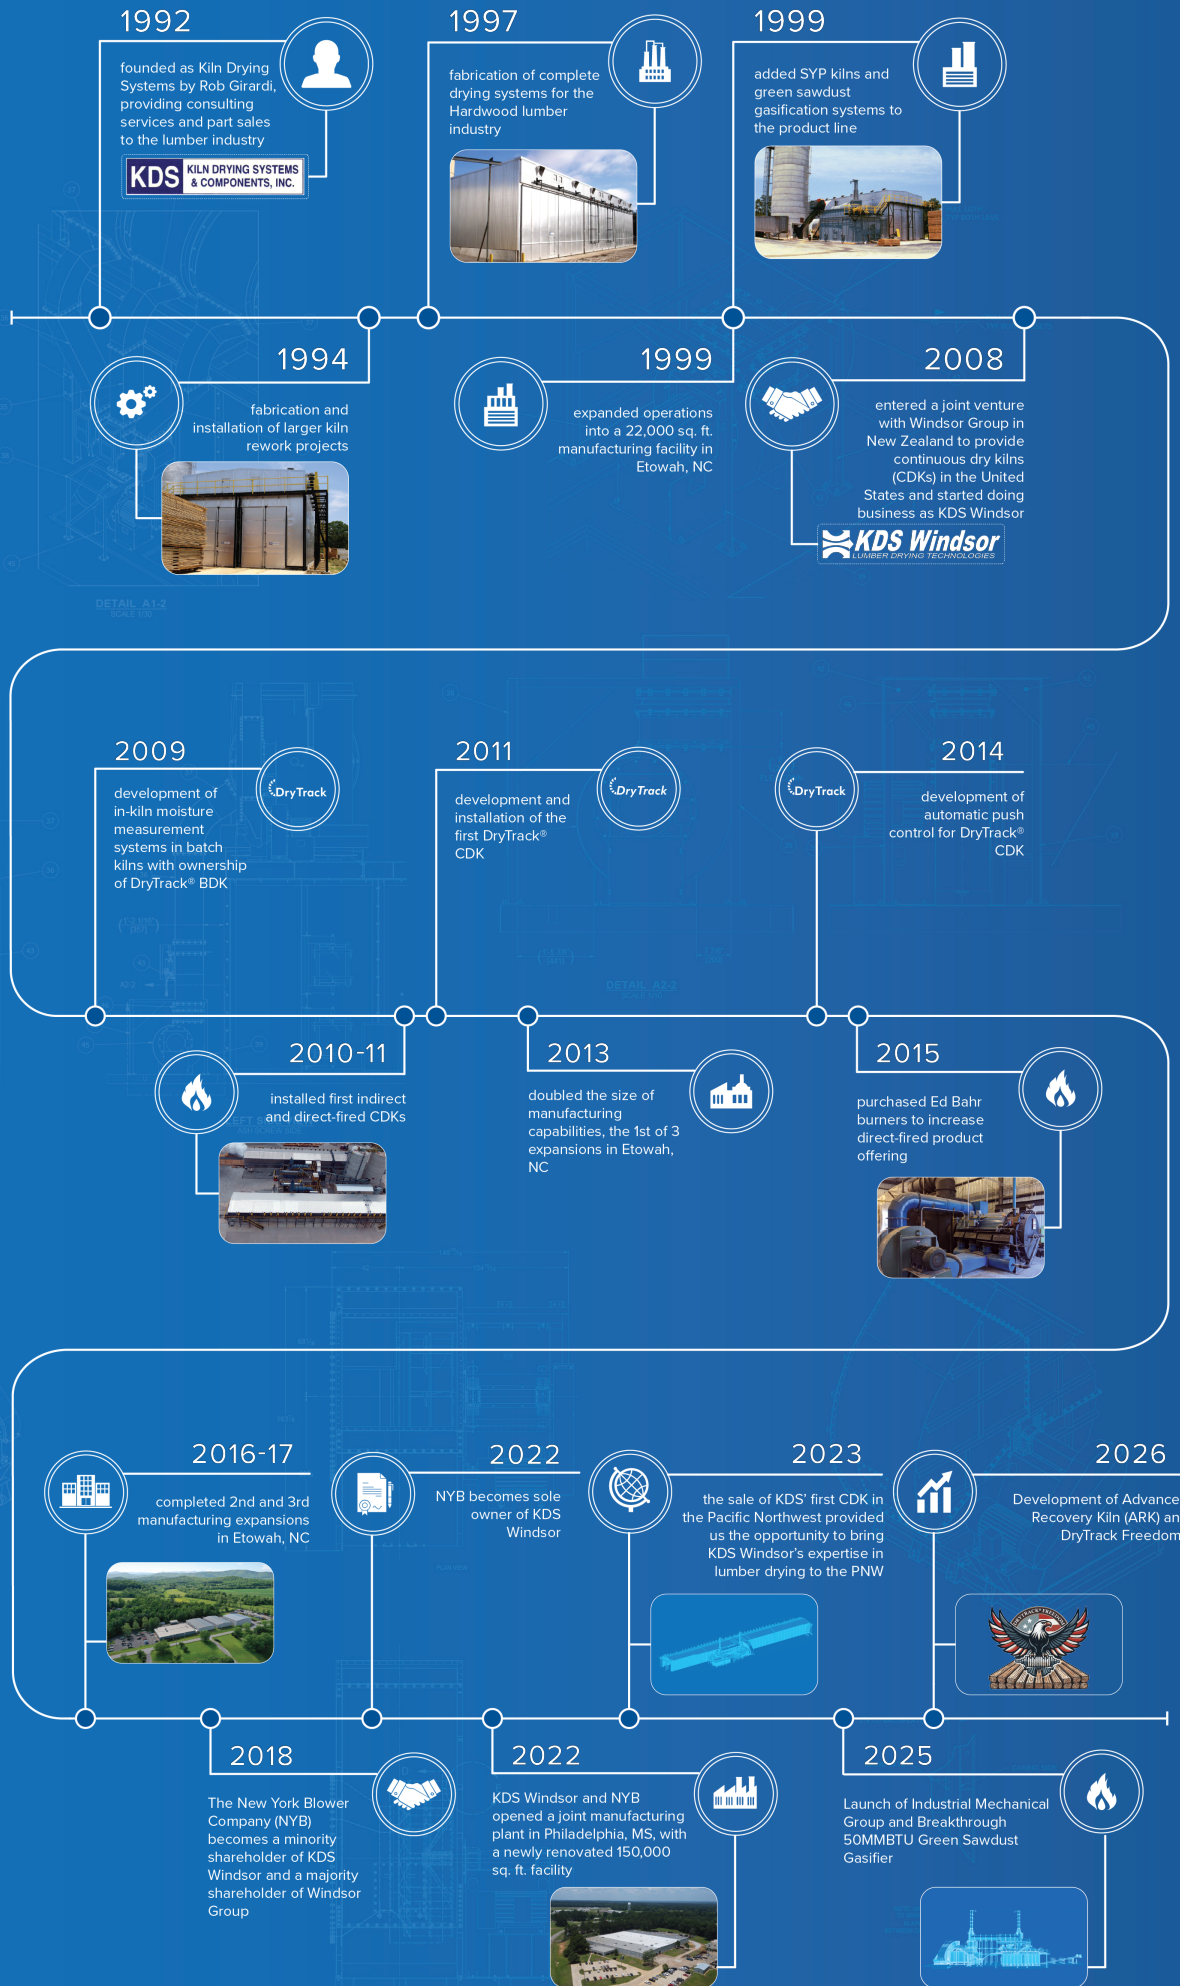 1992
founded as Kiln Drying
Systems by Rob Girardi,
providing consulting
services and part sales
to the lumber industry
KDS KILN DRYING SYSTEMS
& COMPONENTS, INC.
1997
fabrication of complete
drying systems for the
Hardwood lumber
industry
1999
added SYP kilns and
green sawdust
gasification systems to
the product line
1994
fabrication and
installation of larger kiln
rework projects
1999
expanded operations
into a 22,000 sq. ft.
manufacturing facility in
Etowah, NC
2008
entered a joint venture
with Windsor Group in
New Zealand to provide
continuous dry kilns
(CDKs) in the United
States and started doing
business as KDS Windsor
KDS Windsor
LUMBER DRYING TECHNOLOGIES
DETAIL A1-2
SCALE 1/30
2009
DryTrack
development of
in-kiln moisture
measurement
systems in batch
kilns with ownership
of DryTrack® BDK
2011
DryTrack
development and
installation of the
first DryTrack®
CDK
2014
DryTrack
development of
automatic push
control for DryTrack®
CDK
DETAIL A2-2
SCALE 1/10
2010-11
installed first indirect
and direct-fired CDKs
2013
doubled the size of
manufacturing
capabilities, the 1st of 3
expansions in Etowah,
NC
2015
purchased Ed Bahr
burners to increase
direct-fired product
offering
2016-17
completed 2nd and 3rd
manufacturing expansions
in Etowah, NC
2022
NYB becomes sole
owner of KDS
Windsor
2023
the sale of KDS' first CDK in
the Pacific Northwest provided
us the opportunity to bring
KDS Windsor's expertise in
lumber drying to the PNW
2026
Development of Advance
Recovery Kiln (ARK) an
DryTrack Freedom
DRYTRACK FREEDOM
2018
The New York Blower
Company (NYB)
becomes a minority
shareholder of KDS
Windsor and a majority
shareholder of Windsor
Group
2022
KDS Windsor and NYB
opened a joint manufacturing
plant in Philadelphia, MS, with
a newly renovated 150,000
sq. ft. facility
2025
Launch of Industrial Mechanical
Group and Breakthrough
50MMBTU Green Sawdust
Gasifier